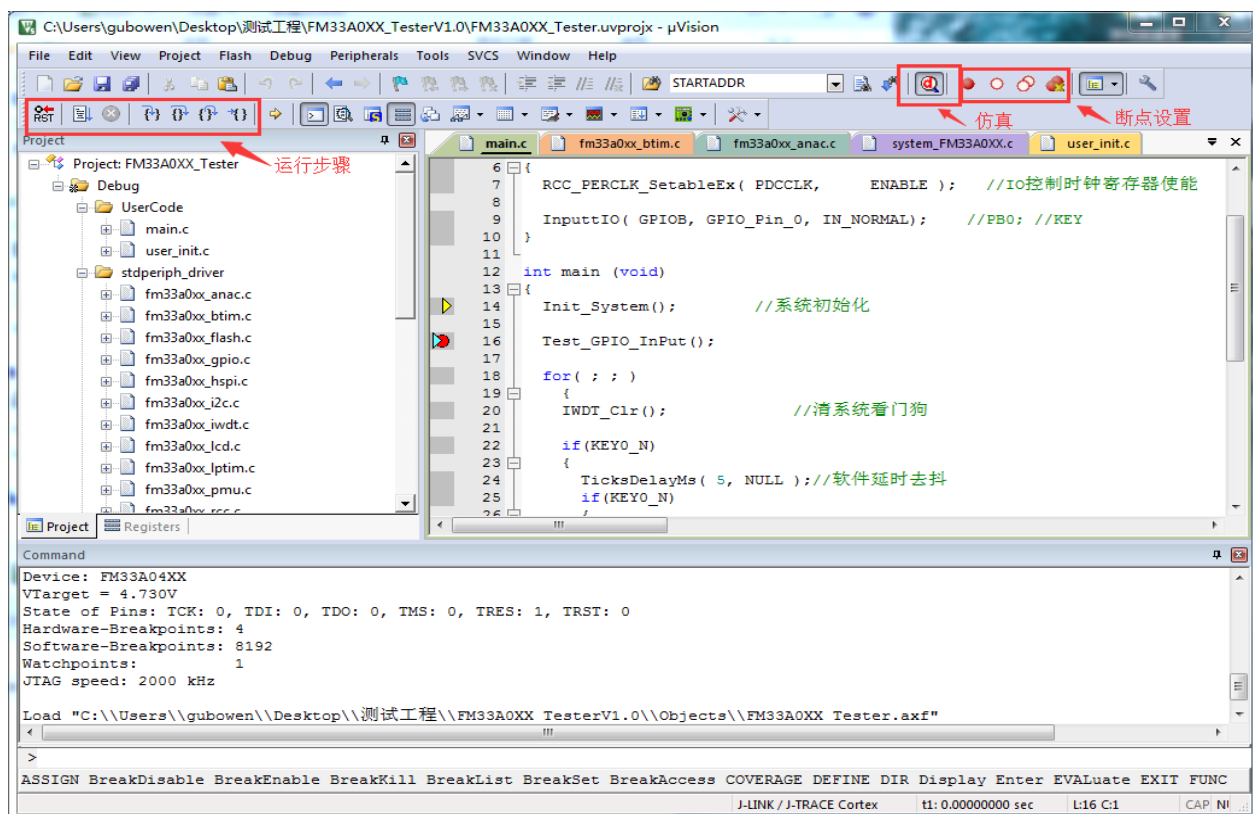 C:\Users\gubowen\Desktop\测试工程\FM33A0XX_TesterV1.0\FM33A0XX_Tester.uvprojx - µVision
File Edit View Project Flash Debug Peripherals Tools SVCS Window Help
STARTADDR
RST
仿真
断点设置
运行步骤
Project
Project: FM33A0XX_Tester
Debug
UserCode
main.c
user_init.c
stdperiph_driver
fm33a0xx_anac.c
fm33a0xx_btim.c
fm33a0xx_flash.c
fm33a0xx_gpio.c
fm33a0xx_hspi.c
fm33a0xx_i2c.c
fm33a0xx_iwdt.c
fm33a0xx_lcd.c
fm33a0xx_lptim.c
fm33a0xx_pmu.c
fm33a0xx_rcc.c
Project Registers
main.c fm33a0xx_btim.c fm33a0xx_anac.c system_FM33A0XX.c user_init.c
6 {
7 RCC_PERCLK_SetableEx( PDCCLK, ENABLE ); //IO控制时钟寄存器使能
8
9 InputtIO( GPIOB, GPIO_Pin_0, IN_NORMAL); //PB0; //KEY
10 }
11
12 int main (void)
13 {
14 Init_System(); //系统初始化
15
16 Test_GPIO_InPut();
17
18 for( ; ; )
19 {
20 IWDT_Clr(); //清系统看门狗
21
22 if(KEY0_N)
23 {
24 TicksDelayMs( 5, NULL );//软件延时去抖
25 if(KEY0_N)
26 {
Command
Device: FM33A04XX
VTarget = 4.730V
State of Pins: TCK: 0, TDI: 0, TDO: 0, TMS: 0, TRES: 1, TRST: 0
Hardware-Breakpoints: 4
Software-Breakpoints: 8192
Watchpoints: 1
JTAG speed: 2000 kHz
Load "C:\\Users\\gubowen\\Desktop\\测试工程\\FM33A0XX_TesterV1.0\\Objects\\FM33A0XX_Tester.axf"
>
ASSIGN BreakDisable BreakEnable BreakKill BreakList BreakSet BreakAccess COVERAGE DEFINE DIR Display Enter EVALuate EXIT FUNC
J-LINK / J-TRACE Cortex t1: 0.00000000 sec L:16 C:1 CAP